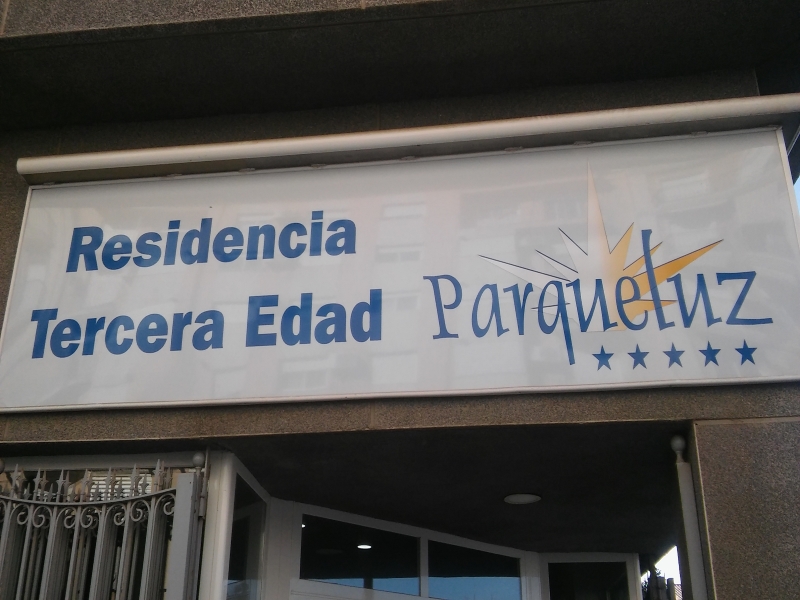 Residencia
Tercera Edad
Parqueluz